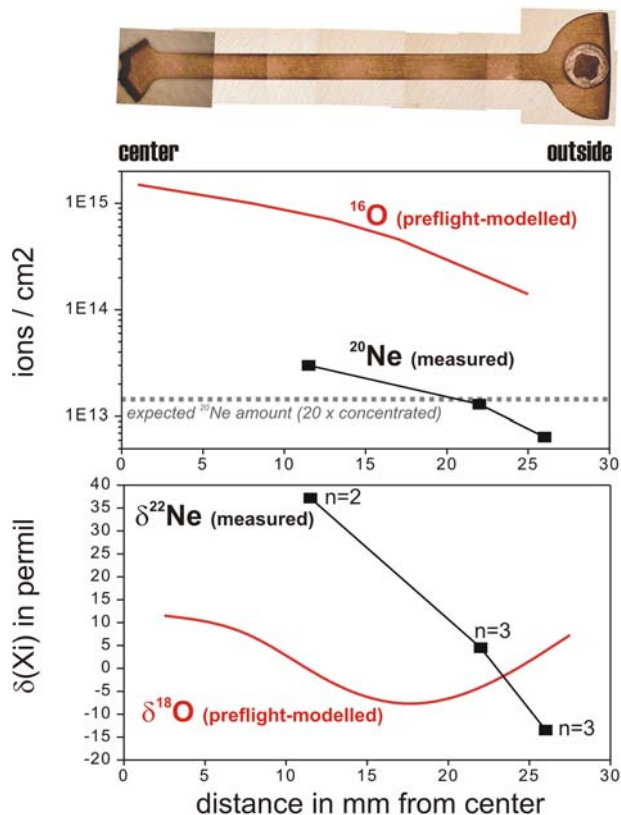 center outside
1E15
1E14
1E13
ions / cm2
¹⁶O (preflight-modelled)
²⁰Ne (measured)
expected ²⁰Ne amount (20 x concentrated)
0 5 10 15 20 25 30
40
35
30
25
20
15
10
5
0
-5
-10
-15
-20
δ(Xi) in permil
δ²²Ne (measured)
n=2
n=3
n=3
δ¹⁸O (preflight-modelled)
0 5 10 15 20 25 30
distance in mm from center